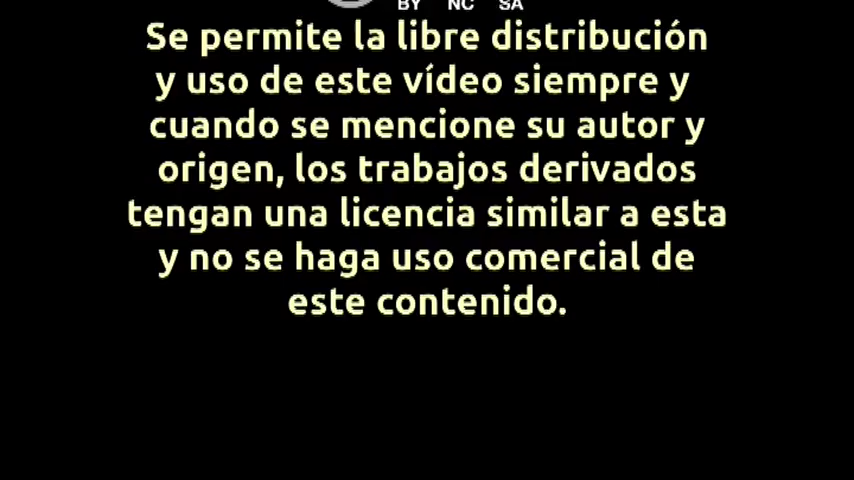 BY NC SA
Se permite la libre distribución
y uso de este vídeo siempre y
cuando se mencione su autor y
origen, los trabajos derivados
tengan una licencia similar a esta
y no se haga uso comercial de
este contenido.